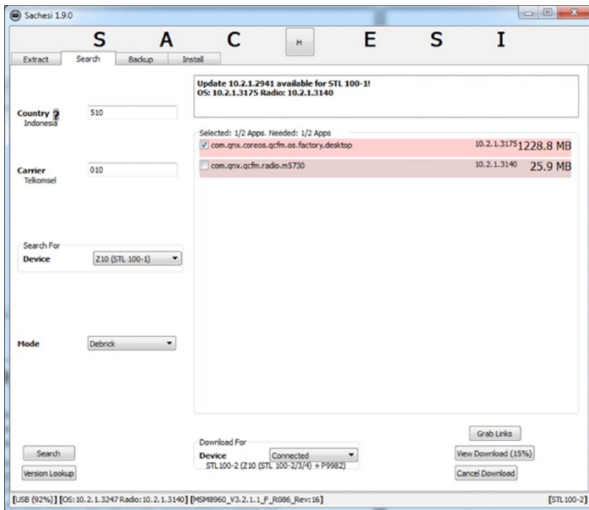 Sachesi 1.9.0
S A C H E S I
Extract Search Backup Install
Update 10.2.1.2941 available for STL 100-1!
OS: 10.2.1.3175 Radio: 10.2.1.3140
Country ? 510
Indonesia
Selected: 1/2 Apps. Needed: 1/2 Apps
com.qnx.coreos.qcfm.os.factory.desktop 10.2.1.3175 1228.8 MB
com.qnx.qcfm.radio.m5730 10.2.1.3140 25.9 MB
Carrier 010
Telkomsel
Search For
Device Z10 (STL 100-1)
Mode Debrick
Grab Links
Download For
Search Device Connected View Download (15%)
STL100-2 (Z10 (STL 100-2/3/4) + P9982)
Version Lookup Cancel Download
[USB (92%)] [OS:10.2.1.3247 Radio:10.2.1.3140] [MSM8960_V3.2.1.1_F_R086_Rev:16] [STL100-2]